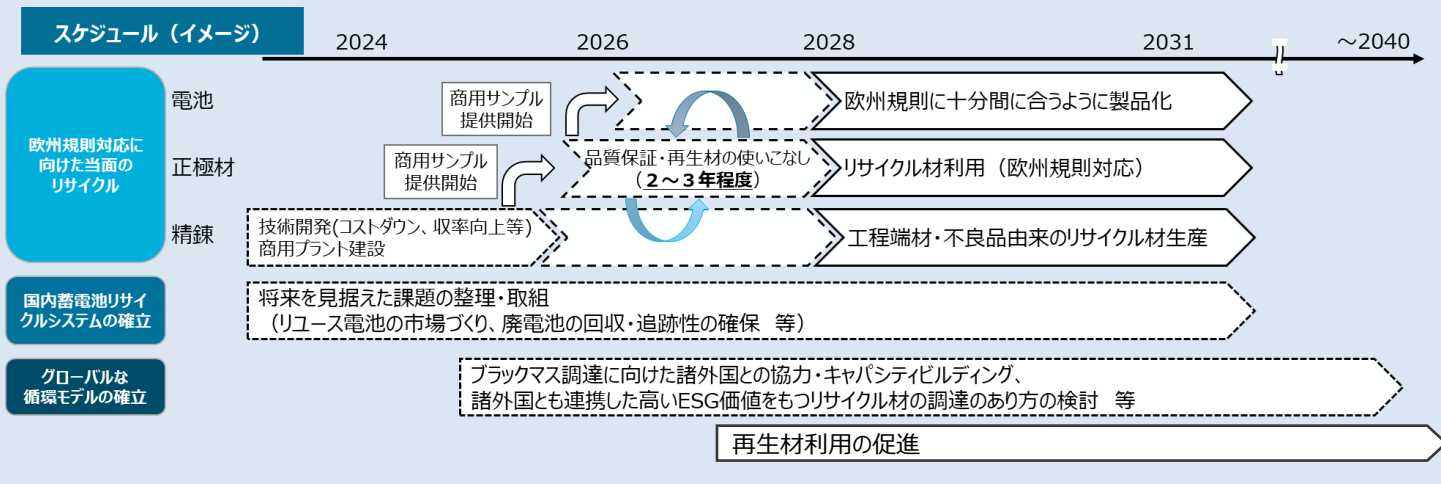 スケジュール（イメージ）
2024
2026
2028
2031
～2040
欧州規則対応に
向けた当面の
リサイクル
電池
商用サンプル
提供開始
欧州規則に十分間に合うように製品化
正極材
商用サンプル
提供開始
品質保証・再生材の使いこなし
（２～３年程度）
リサイクル材利用（欧州規則対応）
精錬
技術開発(コストダウン、収率向上等)
商用プラント建設
工程端材・不良品由来のリサイクル材生産
国内蓄電池リサイ
クルシステムの確立
将来を見据えた課題の整理・取組
（リユース電池の市場づくり、廃電池の回収・追跡性の確保　等）
グローバルな
循環モデルの確立
ブラックマス調達に向けた諸外国との協力・キャパシティビルディング、
諸外国とも連携した高いESG価値をもつリサイクル材の調達のあり方の検討　等
再生材利用の促進